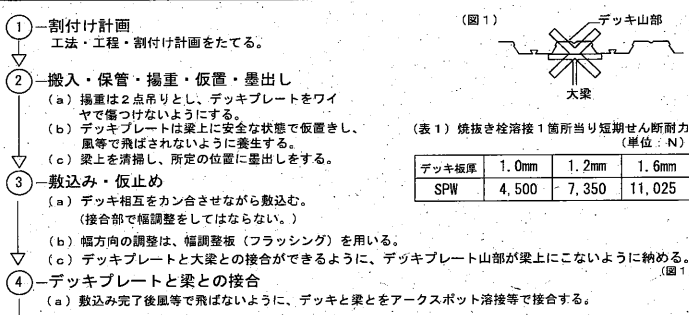 ① 割付け計画
工法・工程・割付け計画をたてる。
② 搬入・保管・揚重・仮置・墨出し
(a) 揚重は2点吊りとし、デッキプレートをワイ
ヤで傷つけないようにする。
(b) デッキプレートは梁上に安全な状態で仮置きし、
風等で飛ばされないように養生する。
(c) 梁上を清掃し、所定の位置に墨出しをする。
③ 敷込み・仮止め
(a) デッキ相互をカン合させながら敷込む。
(接合部で幅調整をしてはならない。)
(b) 幅方向の調整は、幅調整板(フラッシング)を用いる。
(c) デッキプレートと大梁との接合ができるように、デッキプレート山部が梁上にこないように納める。
(図1
④ デッキプレートと梁との接合
(a) 敷込み完了後風等で飛ばないように、デッキと梁とをアークスポット溶接等で接合する。
(図1)
デッキ山部
大梁
(表1) 焼抜き栓溶接1箇所当り短期せん断耐力
(単位:N)
デッキ板厚 1.0mm 1.2mm 1.6mm
SPW 4,500 7,350 11,025